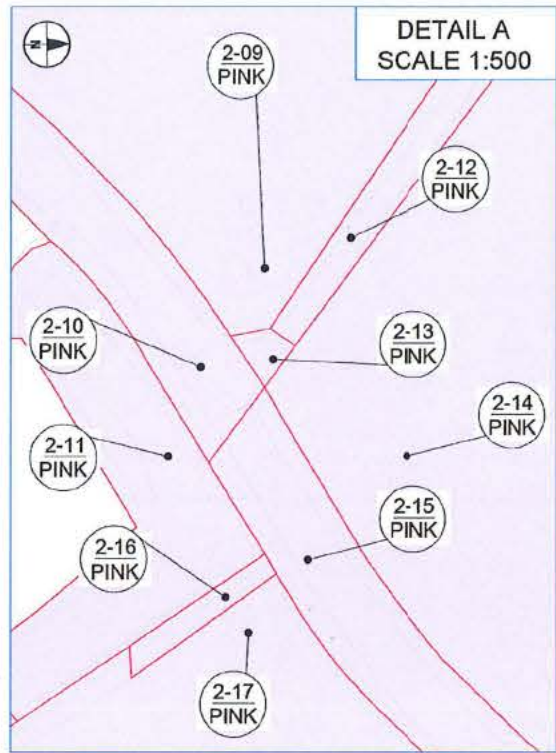 DETAIL A
SCALE 1:500
N
2-09
PINK
2-12
PINK
2-10
PINK
2-13
PINK
2-14
PINK
2-11
PINK
2-15
PINK
2-16
PINK
2-17
PINK